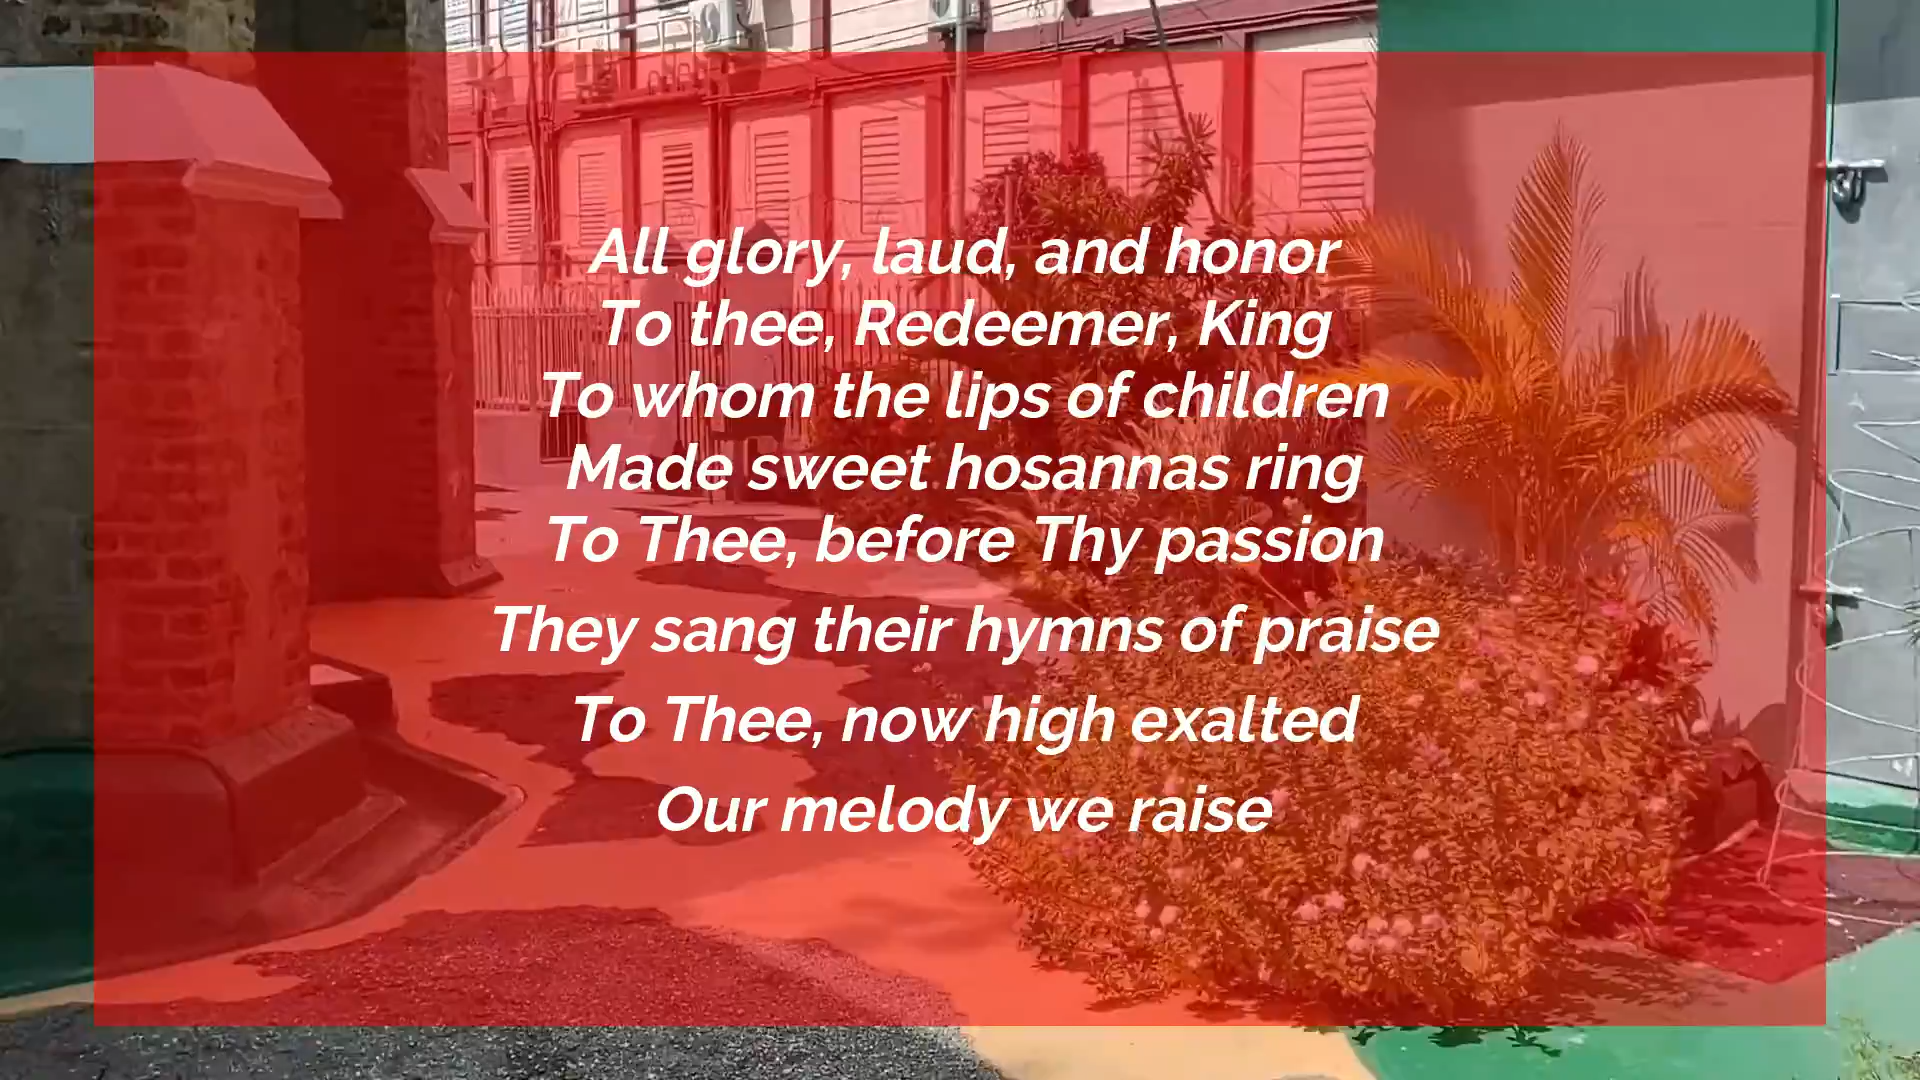 All glory, laud, and honor
To thee, Redeemer, King
To whom the lips of children
Made sweet hosannas ring
To Thee, before Thy passion
They sang their hymns of praise
To Thee, now high exalted
Our melody we raise